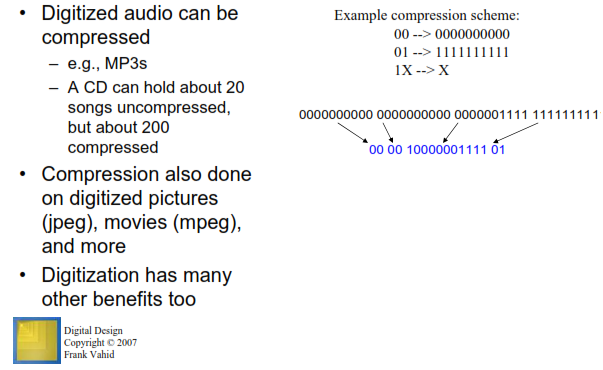 • Digitized audio can be
compressed
– e.g., MP3s
– A CD can hold about 20
songs uncompressed,
but about 200
compressed
• Compression also done
on digitized pictures
(jpeg), movies (mpeg),
and more
• Digitization has many
other benefits too
Example compression scheme:
00 --> 0000000000
01 --> 1111111111
1X --> X
0000000000 0000000000 0000001111 111111111
00 00 10000001111 01
Digital Design
Copyright © 2007
Frank Vahid